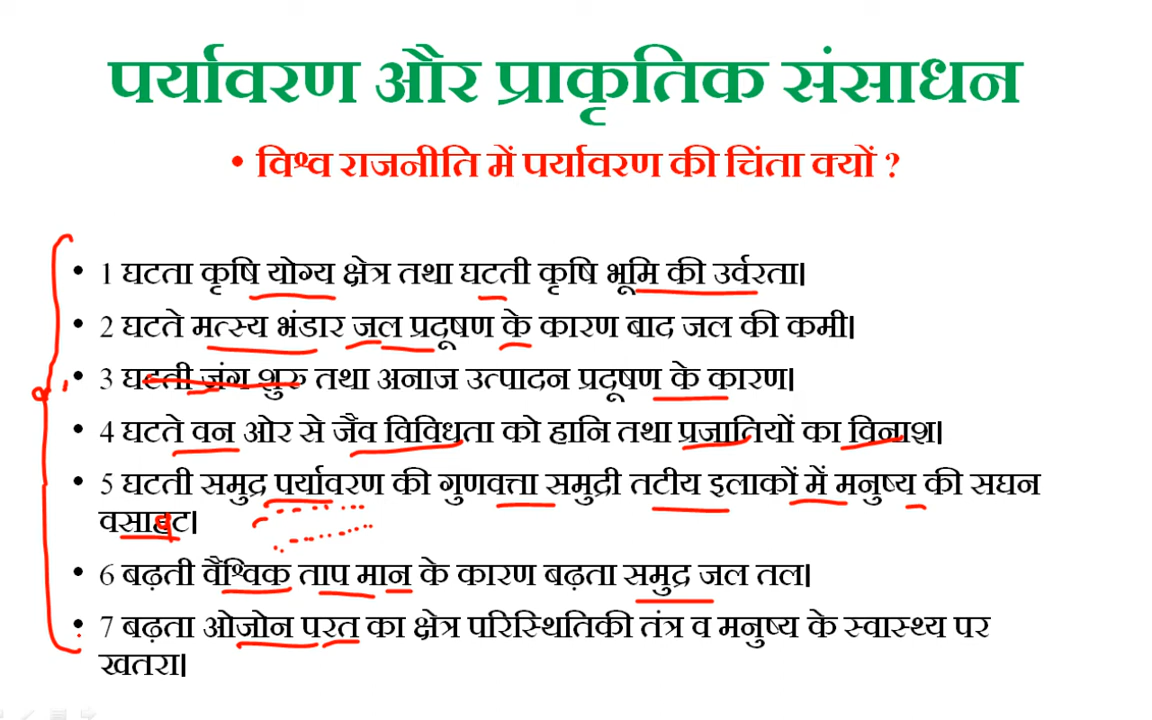 पर्यावरण और प्राकृतिक संसाधन
• विश्व राजनीति में पर्यावरण की चिंता क्यों ?
• 1 घटता कृषि योग्य क्षेत्र तथा घटती कृषि भूमि की उर्वरता।
• 2 घटते मत्स्य भंडार जल प्रदूषण के कारण बाद जल की कमी।
• 3 घटती ज़ंग शुरु तथा अनाज उत्पादन प्रदूषण के कारण।
• 4 घटते वन ओर से जैव विविधता को हानि तथा प्रजातियों का विनाश।
• 5 घटती समुद्र पर्यावरण की गुणवत्ता समुद्री तटीय इलाकों में मनुष्य की सघन
वसाहट।
• 6 बढ़ती वैश्विक ताप मान के कारण बढ़ता समुद्र जल तल।
• 7 बढ़ता ओजोन परत का क्षेत्र परिस्थितिकी तंत्र व मनुष्य के स्वास्थ्य पर
खतरा।